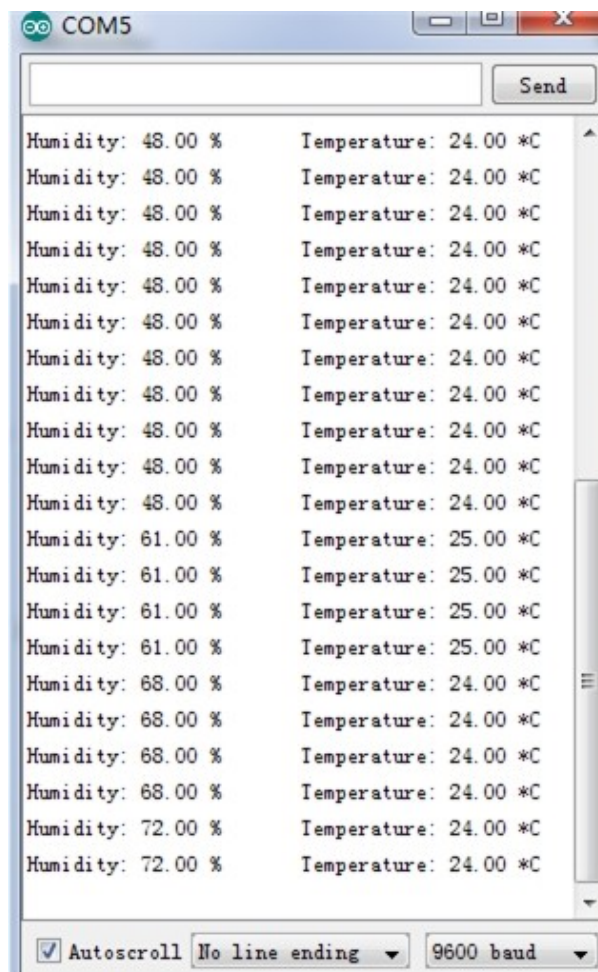 COM5
Send
Humidity: 48.00 % Temperature: 24.00 *C
Humidity: 48.00 % Temperature: 24.00 *C
Humidity: 48.00 % Temperature: 24.00 *C
Humidity: 48.00 % Temperature: 24.00 *C
Humidity: 48.00 % Temperature: 24.00 *C
Humidity: 48.00 % Temperature: 24.00 *C
Humidity: 48.00 % Temperature: 24.00 *C
Humidity: 48.00 % Temperature: 24.00 *C
Humidity: 48.00 % Temperature: 24.00 *C
Humidity: 48.00 % Temperature: 24.00 *C
Humidity: 48.00 % Temperature: 24.00 *C
Humidity: 61.00 % Temperature: 25.00 *C
Humidity: 61.00 % Temperature: 25.00 *C
Humidity: 61.00 % Temperature: 25.00 *C
Humidity: 61.00 % Temperature: 25.00 *C
Humidity: 68.00 % Temperature: 24.00 *C
Humidity: 68.00 % Temperature: 24.00 *C
Humidity: 68.00 % Temperature: 24.00 *C
Humidity: 68.00 % Temperature: 24.00 *C
Humidity: 72.00 % Temperature: 24.00 *C
Humidity: 72.00 % Temperature: 24.00 *C
Autoscroll No line ending 9600 baud